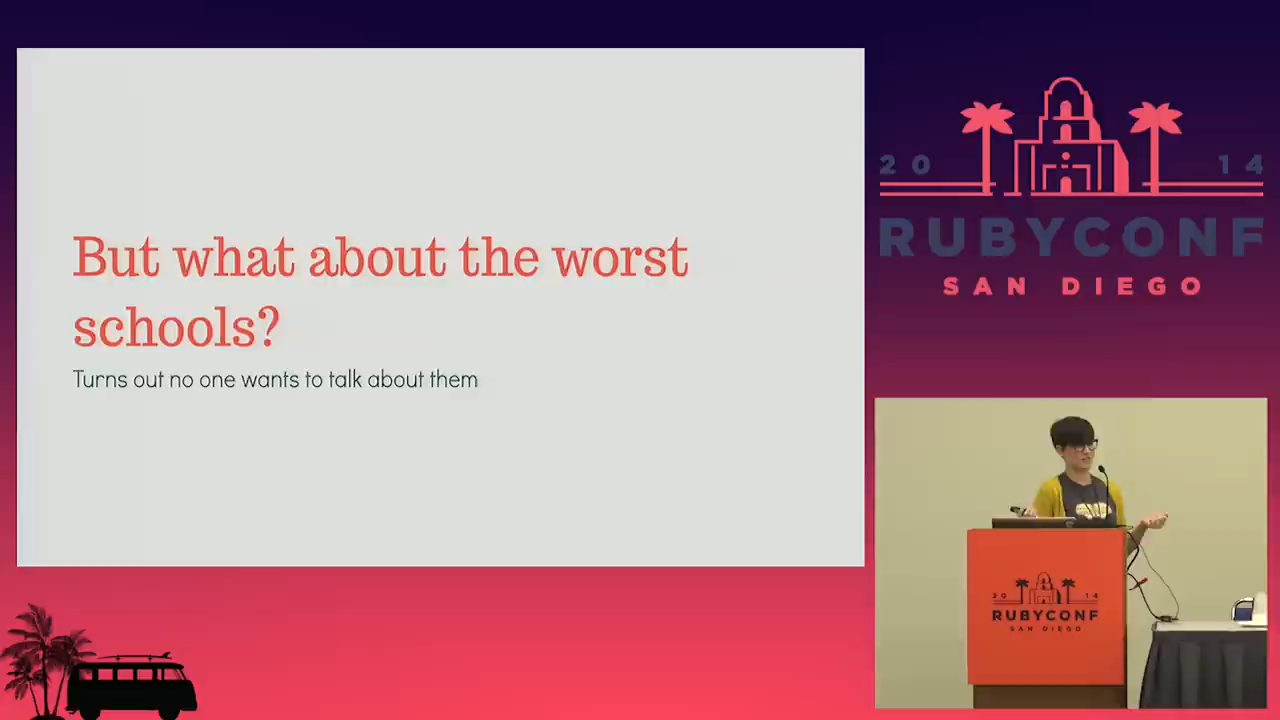 But what about the worst
schools?
Turns out no one wants to talk about them
20 14
RUBYCONF
SAN DIEGO
20 14
RUBYCONF
SAN DIEGO